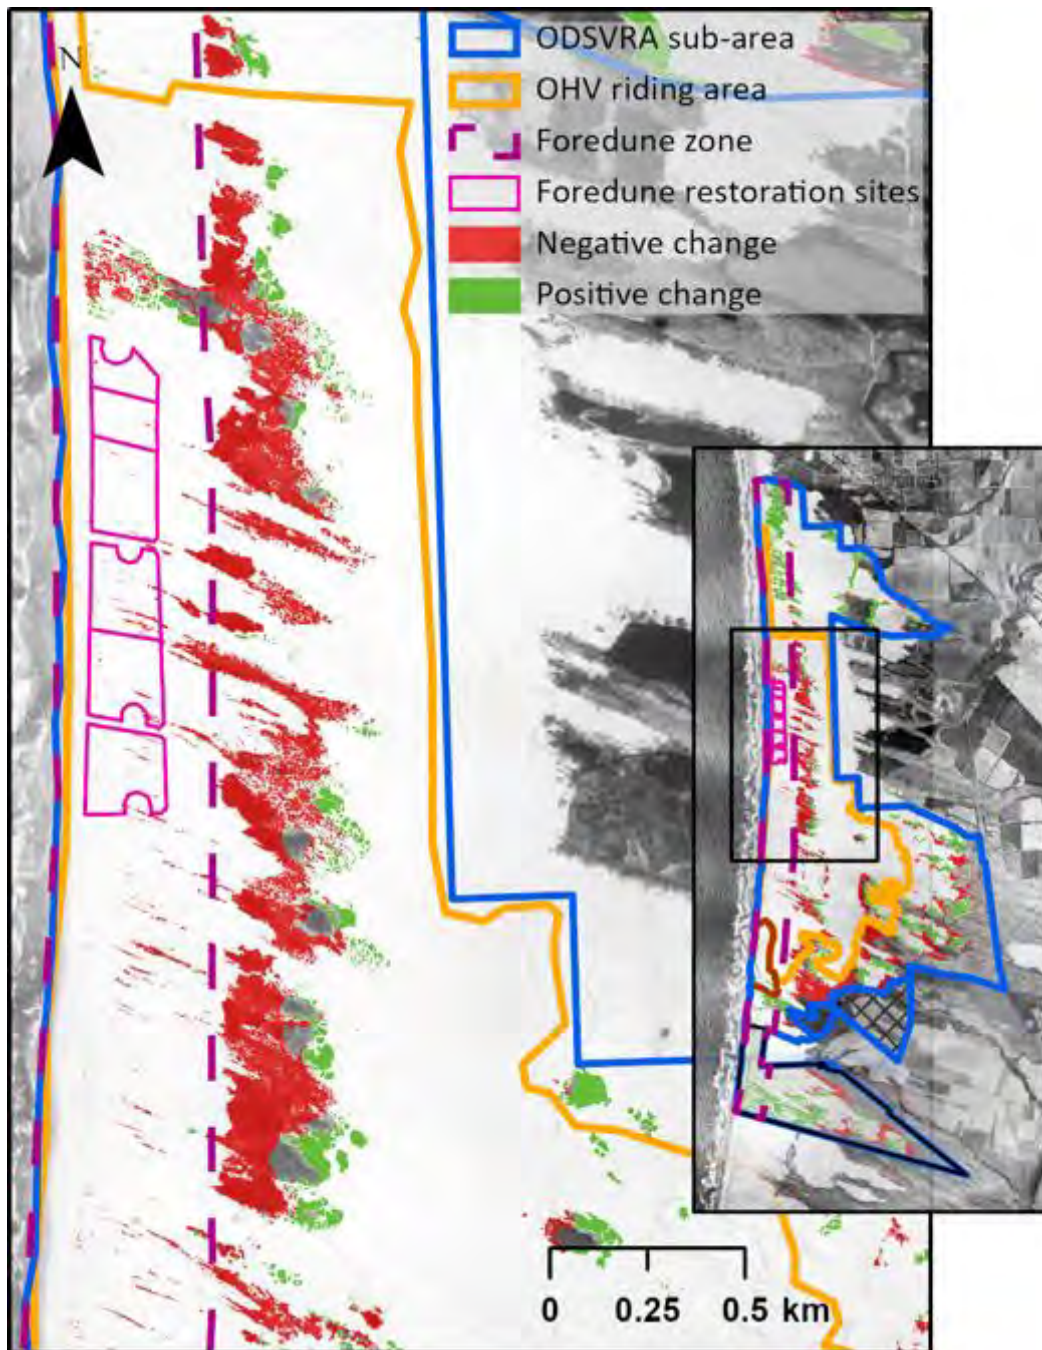 N
ODSVRA sub-area
OHV riding area
Foredune zone
Foredune restoration sites
Negative change
Positive change
0 0.25 0.5 km